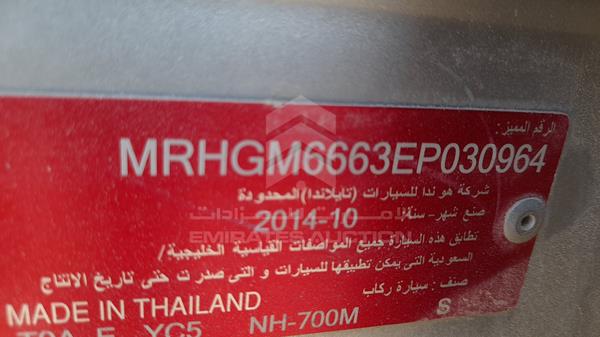 الرقم المميز:
MRHGM6663EP030964
شركة هوندا للسيارات (تايلاندا)المحدودة
صنع شهر- سنة/ 2014-10
EMIRATES AUCTION
تطابق هذه السيارة جميع المواصفات القياسية الخليجية/
السعودية التى يمكن تطبيقها للسيارات و التى صدرت حتى تاريخ الانتاج
صنف: سيارة ركاب
MADE IN THAILAND S
YC5 NH-700M